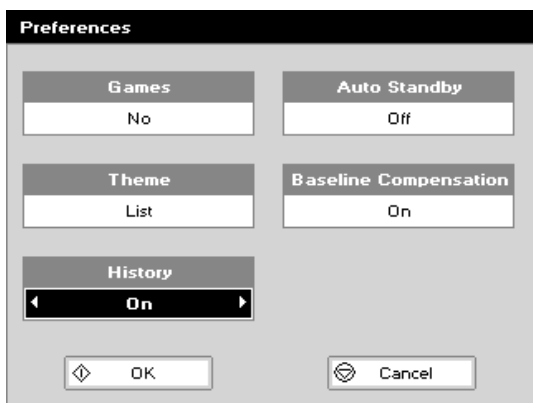 Preferences
Games
No
Auto Standby
Off
Theme
List
Baseline Compensation
On
History
On
OK
Cancel